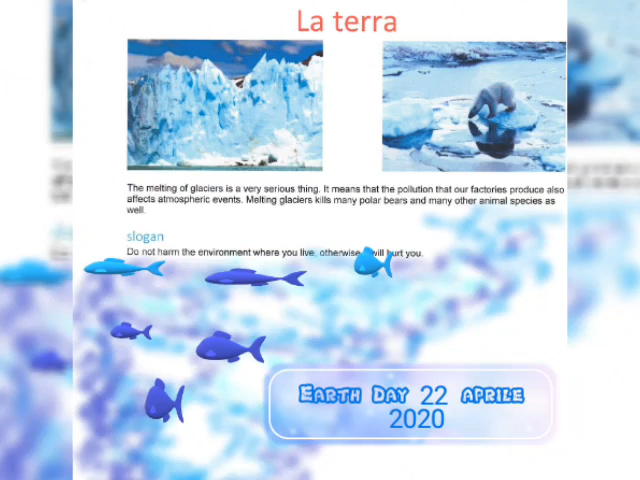 La terra
The melting of glaciers is a very serious thing. It means that the pollution that our factories produce also
affects atmospheric events. Melting glaciers kills many polar bears and many other animal species as
well.
slogan
Do not harm the environment where you live, otherwise will hurt you.
Earth Day 22 aprile
2020